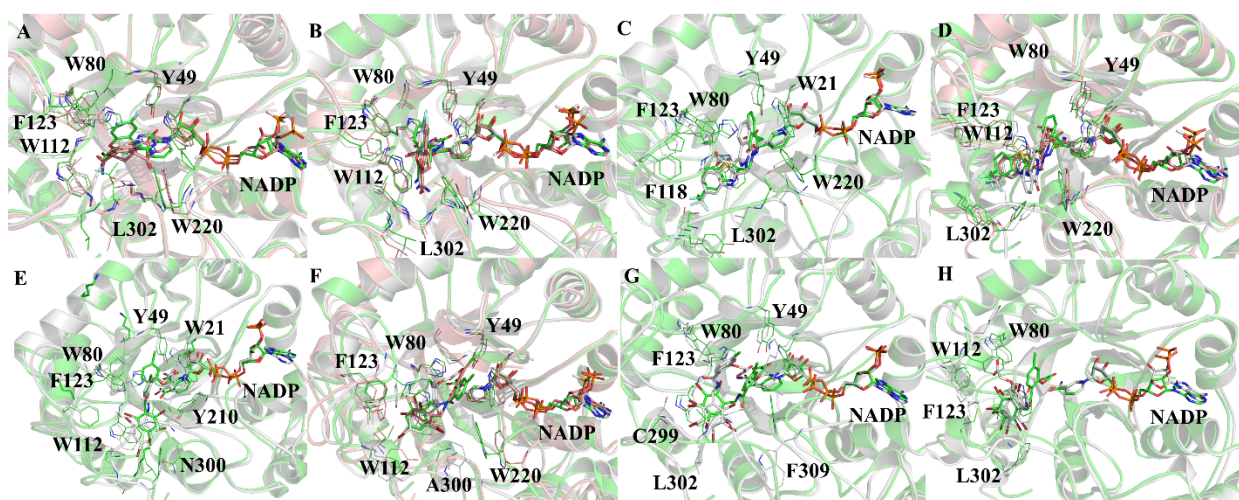 A
W80
Y49
F123
W112
NADP
L302
W220
B
W80
Y49
F123
W112
NADP
W220
L302
C
Y49
W21
W80
F123
NADP
F118
W220
L302
D
W80
Y49
F123
W112
NADP
L302
W220
E
Y49
W21
W80
F123
NADP
W112
Y210
N300
F
Y49
W80
F123
NADP
W112
W220
A300
G
Y49
W80
F123
NADP
C299
L302
F309
H
W80
W112
NADP
F123
L302